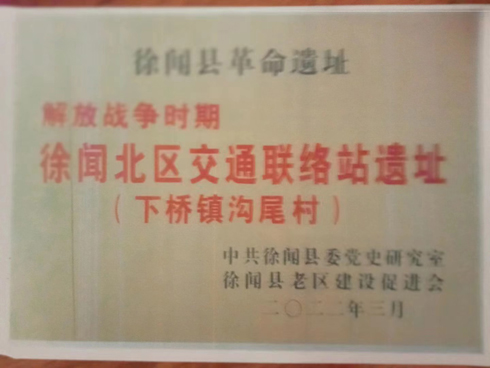 徐闻县革命遗址
解放战争时期
徐闻北区交通联络站遗址
（下桥镇沟尾村）
中共徐闻县委党史研究室
徐闻县老区建设促进会
二〇二二年三月